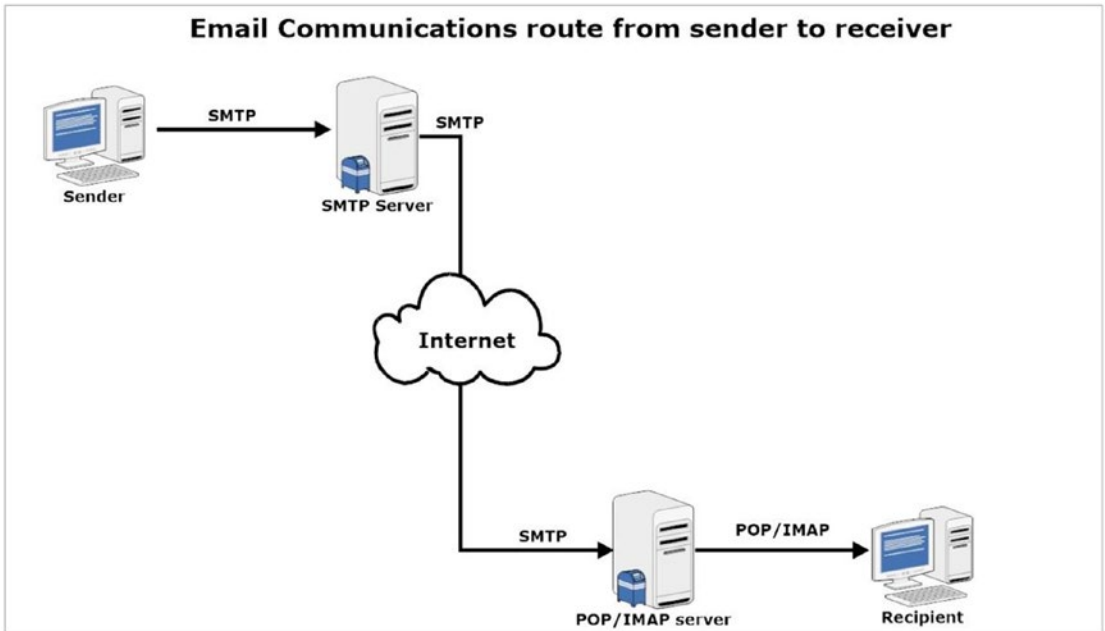 Email Communications route from sender to receiver
SMTP
SMTP
Sender
SMTP Server
Internet
SMTP
POP/IMAP
POP/IMAP server
Recipient